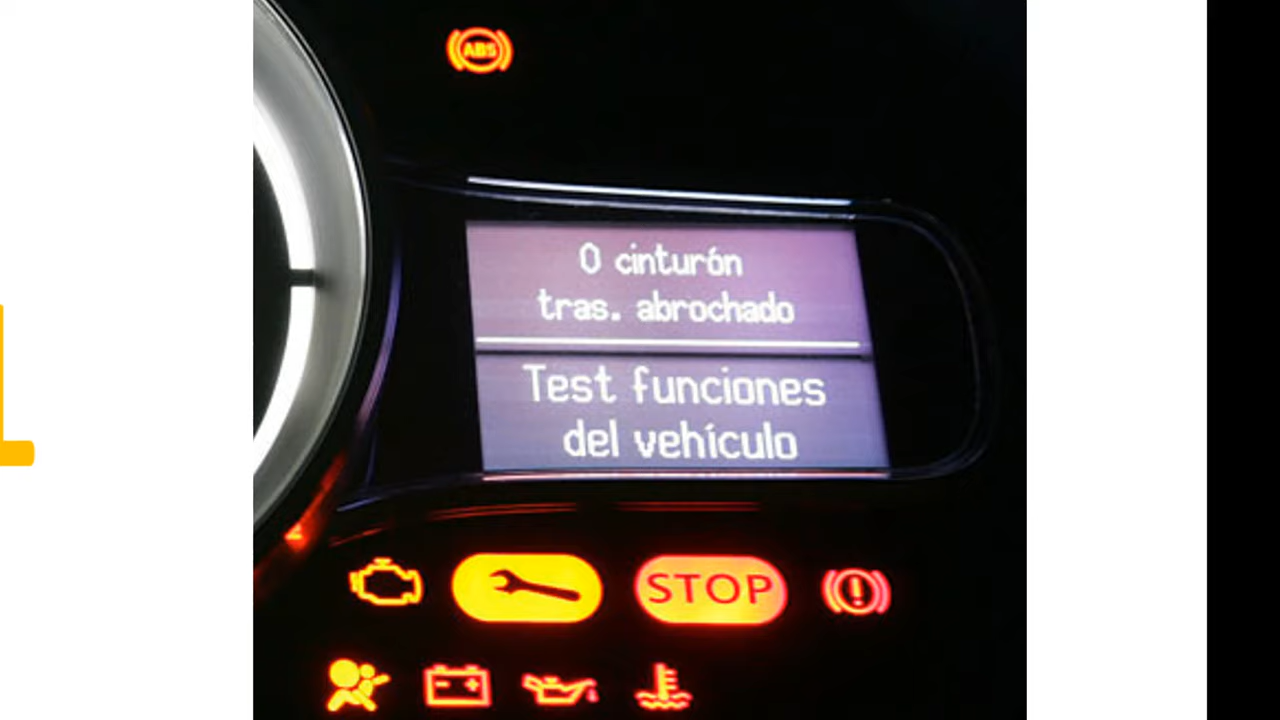 ABS
0 cinturón
tras. abrochado
Test funciones
del vehículo
STOP